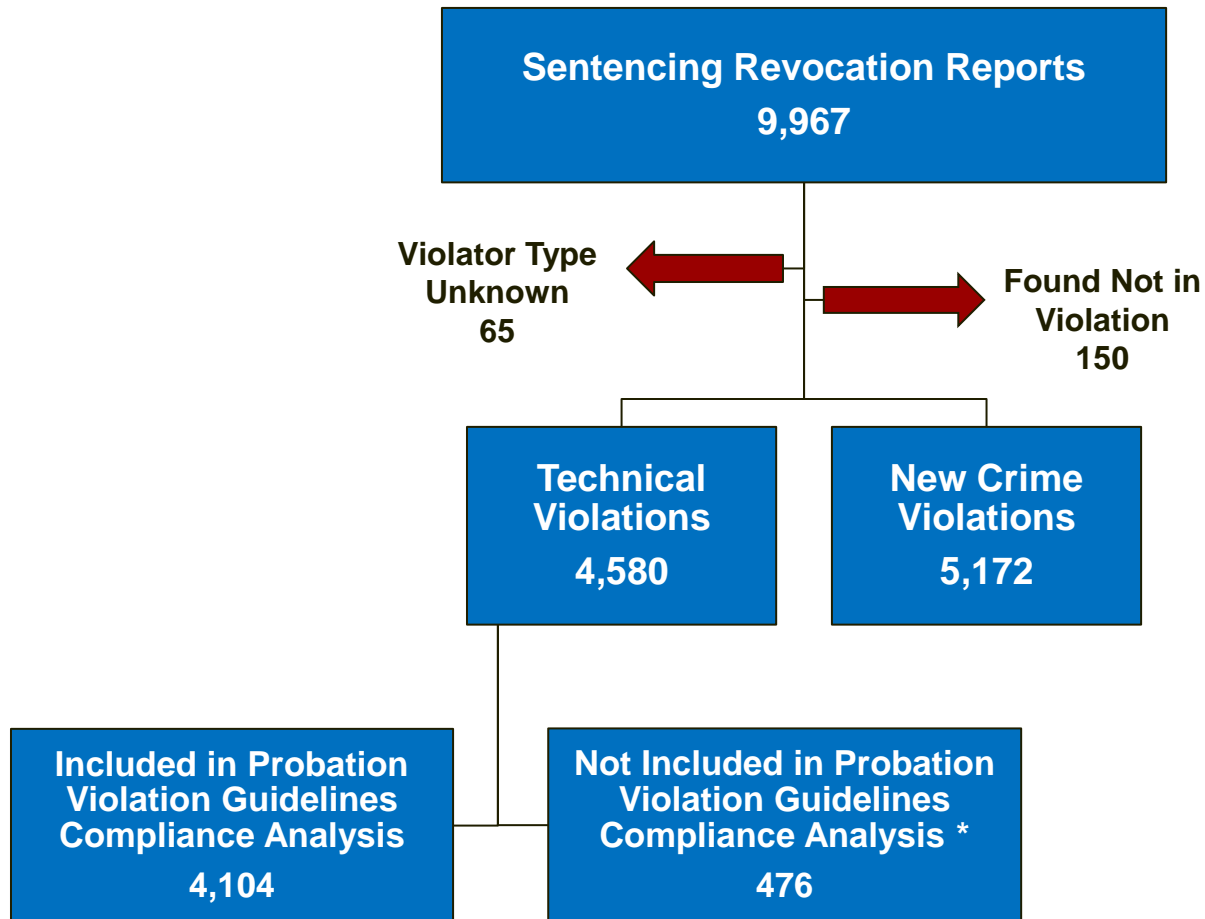 Sentencing Revocation Reports
9,967
Violator Type
Unknown
65
Found Not in
Violation
150
Technical
Violations
4,580
New Crime
Violations
5,172
Included in Probation
Violation Guidelines
Compliance Analysis
4,104
Not Included in Probation
Violation Guidelines
Compliance Analysis *
476